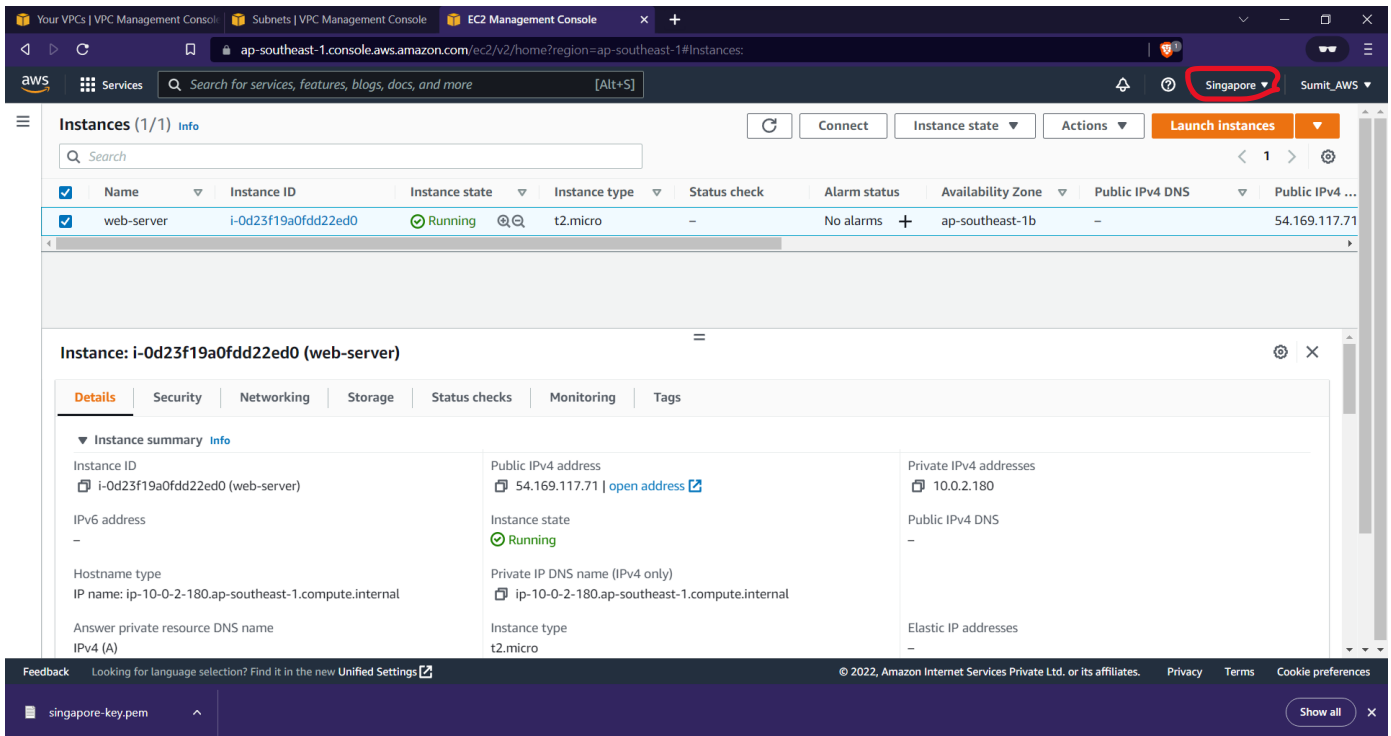 Your VPCs | VPC Management Consol
Subnets | VPC Management Console
EC2 Management Console
ap-southeast-1.console.aws.amazon.com/ec2/v2/home?region=ap-southeast-1#Instances:
1
aws
Services
Search for services, features, blogs, docs, and more
[Alt+S]
Singapore
Sumit_AWS
Instances (1/1) Info
Connect
Instance state
Actions
Launch instances
Search
1
Name Instance ID Instance state Instance type Status check Alarm status Availability Zone Public IPv4 DNS Public IPv4 ...
web-server i-0d23f19a0fdd22ed0 Running t2.micro – No alarms + ap-southeast-1b – 54.169.117.71
Instance: i-0d23f19a0fdd22ed0 (web-server)
Details Security Networking Storage Status checks Monitoring Tags
Instance summary Info
Instance ID
i-0d23f19a0fdd22ed0 (web-server)
Public IPv4 address
54.169.117.71 | open address
Private IPv4 addresses
10.0.2.180
IPv6 address
–
Instance state
Running
Public IPv4 DNS
–
Hostname type
IP name: ip-10-0-2-180.ap-southeast-1.compute.internal
Private IP DNS name (IPv4 only)
ip-10-0-2-180.ap-southeast-1.compute.internal
Answer private resource DNS name
IPv4 (A)
Instance type
t2.micro
Elastic IP addresses
–
Feedback
Looking for language selection? Find it in the new Unified Settings
© 2022, Amazon Internet Services Private Ltd. or its affiliates.
Privacy
Terms
Cookie preferences
singapore-key.pem
Show all